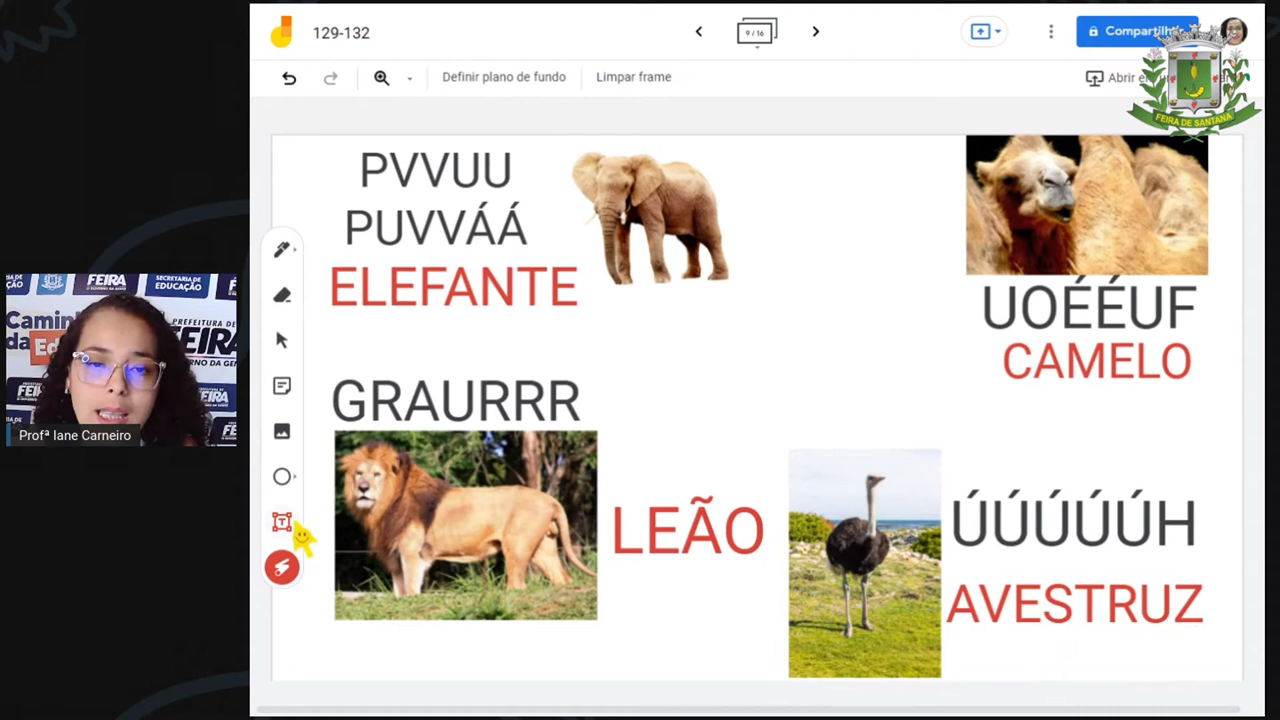 129-132
9 / 16
Compartilhar
Definir plano de fundo
Limpar frame
Abrir em
FEIRA DE SANTANA
PVVUU
PUVVÁÁ
ELEFANTE
UOÉÉUF
CAMELO
GRAURRR
LEÃO
ÚÚÚÚÚH
AVESTRUZ
FEIRA
SECRETARIA DE
EDUCAÇÃO
PREFEITURA DE
FEIRA
Profª Iane Carneiro